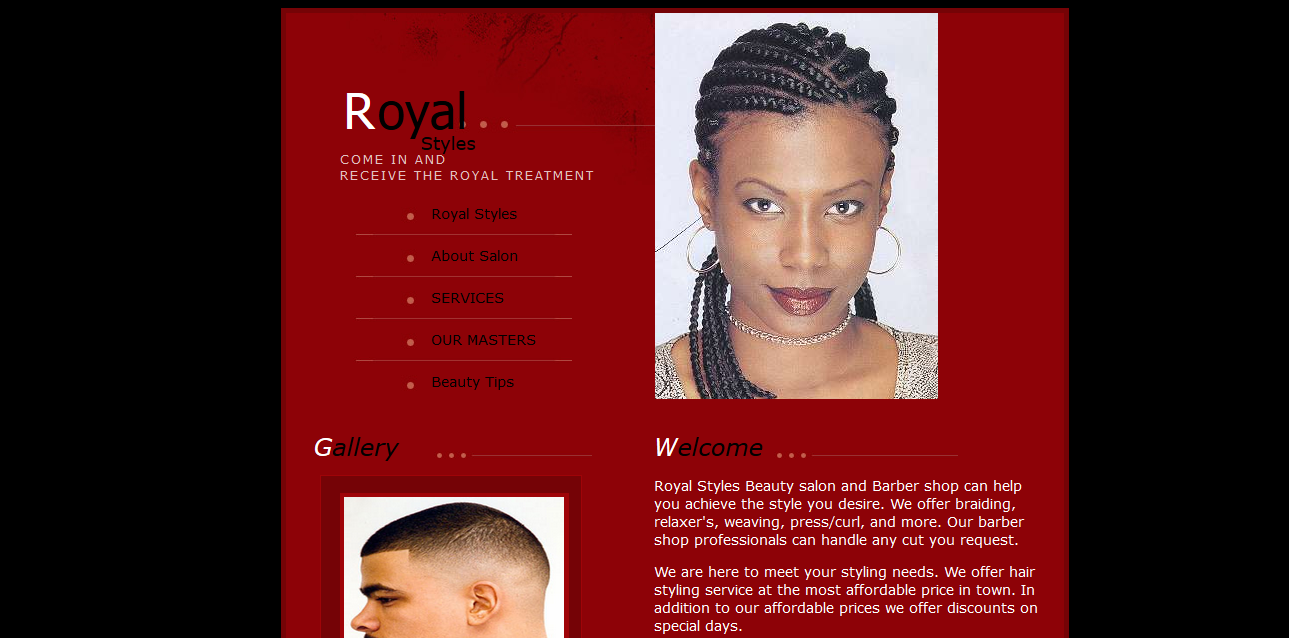 Royal
Styles
COME IN AND
RECEIVE THE ROYAL TREATMENT
Royal Styles
About Salon
SERVICES
OUR MASTERS
Beauty Tips
Gallery
Welcome
Royal Styles Beauty salon and Barber shop can help
you achieve the style you desire. We offer braiding,
relaxer's, weaving, press/curl, and more. Our barber
shop professionals can handle any cut you request.
We are here to meet your styling needs. We offer hair
styling service at the most affordable price in town. In
addition to our affordable prices we offer discounts on
special days.